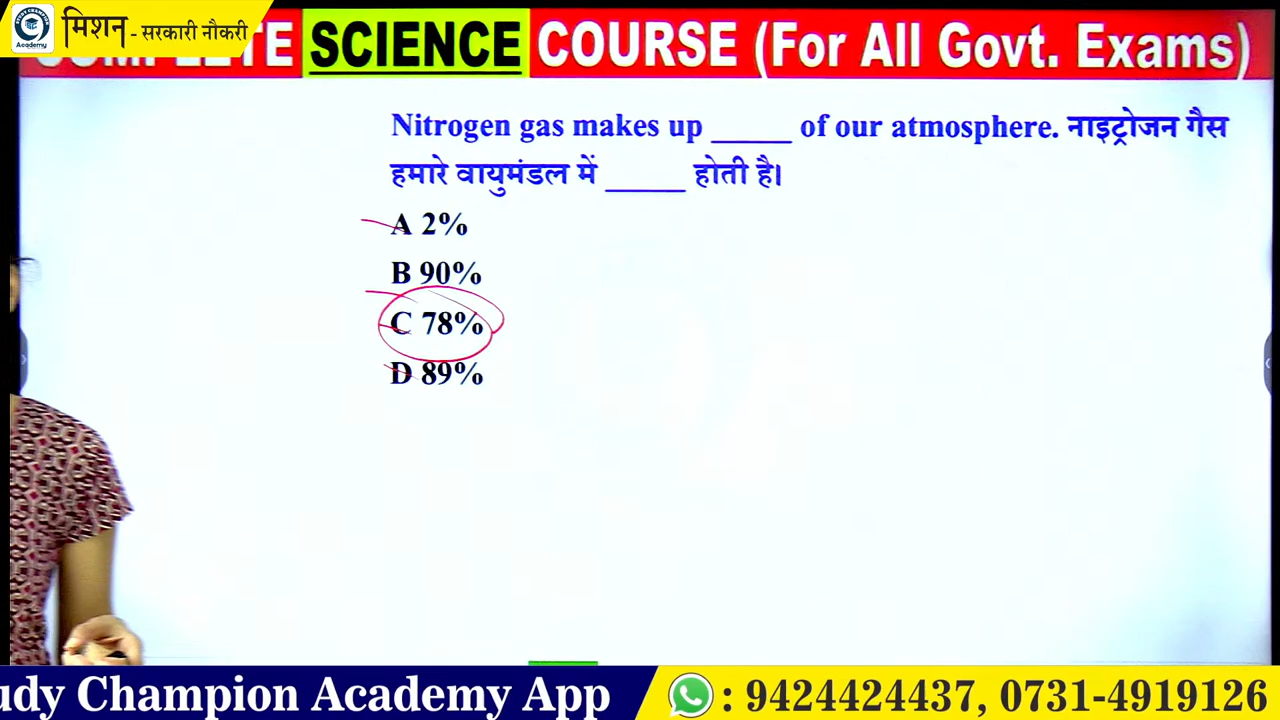 मिशन - सरकारी नौकरी
Academy
SCIENCE COURSE (For All Govt. Exams)
Nitrogen gas makes up _____ of our atmosphere. नाइट्रोजन गैस
हमारे वायुमंडल में _____ होती है।
A 2%
B 90%
C 78%
D 89%
udy Champion Academy App
: 9424424437, 0731-4919126